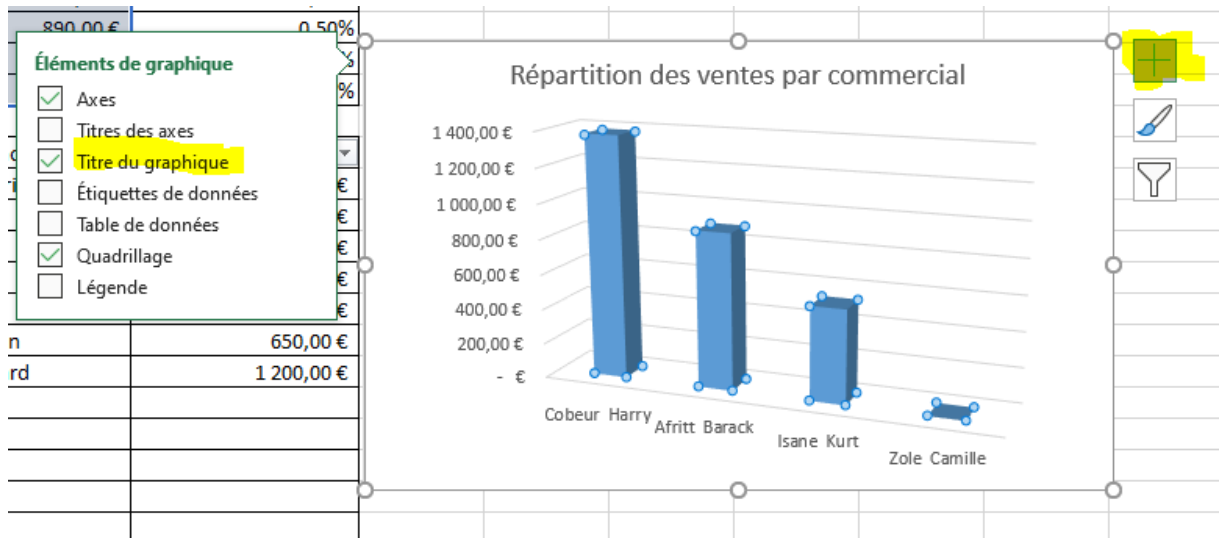 890,00 € 0,50%
%
%
Éléments de graphique
Axes
Titres des axes
Titre du graphique
Étiquettes de données
Table de données
Quadrillage
Légende
€
€
€
€
€
n 650,00 €
rd 1 200,00 €
Répartition des ventes par commercial
1 400,00 €
1 200,00 €
1 000,00 €
800,00 €
600,00 €
400,00 €
200,00 €
- €
Cobeur Harry
Afritt Barack
Isane Kurt
Zole Camille